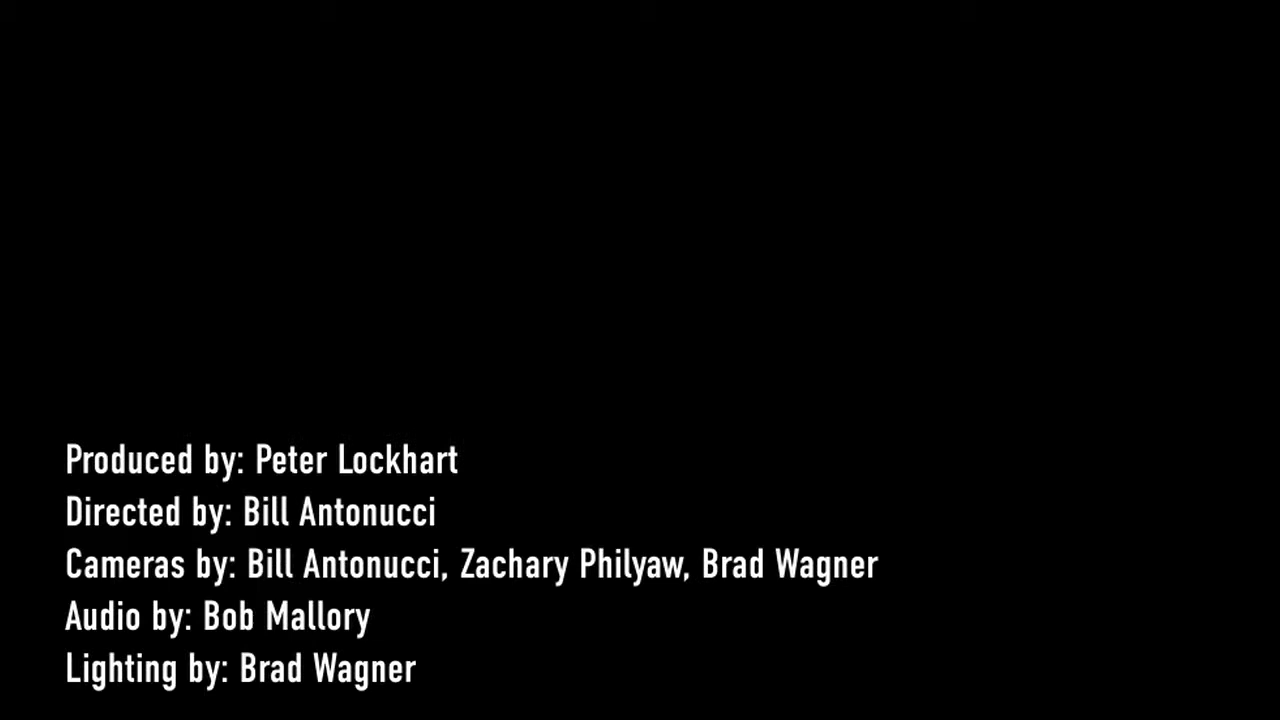 Produced by: Peter Lockhart
Directed by: Bill Antonucci
Cameras by: Bill Antonucci, Zachary Philyaw, Brad Wagner
Audio by: Bob Mallory
Lighting by: Brad Wagner